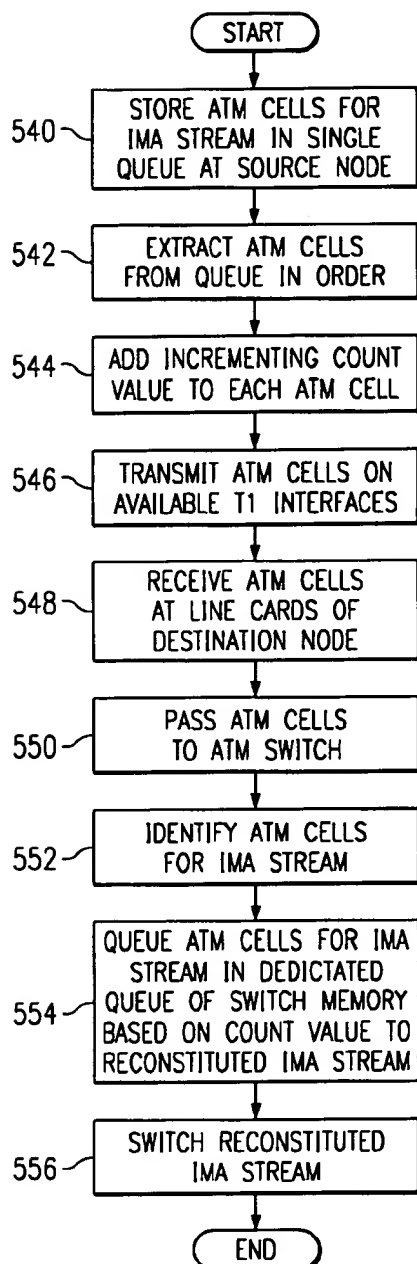 START
540
STORE ATM CELLS FOR
IMA STREAM IN SINGLE
QUEUE AT SOURCE NODE
542
EXTRACT ATM CELLS
FROM QUEUE IN ORDER
544
ADD INCREMENTING COUNT
VALUE TO EACH ATM CELL
546
TRANSMIT ATM CELLS ON
AVAILABLE T1 INTERFACES
548
RECEIVE ATM CELLS
AT LINE CARDS OF
DESTINATION NODE
550
PASS ATM CELLS
TO ATM SWITCH
552
IDENTIFY ATM CELLS
FOR IMA STREAM
554
QUEUE ATM CELLS FOR IMA
STREAM IN DEDICTATED
QUEUE OF SWITCH MEMORY
BASED ON COUNT VALUE TO
RECONSTITUTED IMA STREAM
556
SWITCH RECONSTITUTED
IMA STREAM
END